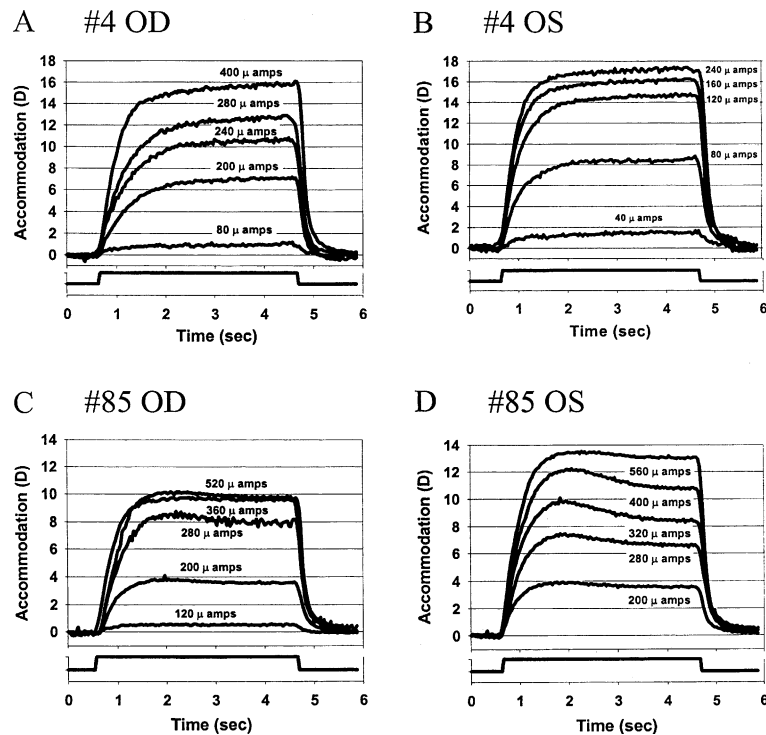 A #4 OD
Accommodation (D)
18
16
14
12
10
8
6
4
2
0
400 µ amps
280 µ amps
240 µ amps
200 µ amps
80 µ amps
0 1 2 3 4 5 6
Time (sec)
B #4 OS
Accommodation (D)
18
16
14
12
10
8
6
4
2
0
240 µ amps
160 µ amps
120 µ amps
80 µ amps
40 µ amps
0 1 2 3 4 5 6
Time (sec)
C #85 OD
Accommodation (D)
14
12
10
8
6
4
2
0
520 µ amps
360 µ amps
280 µ amps
200 µ amps
120 µ amps
0 1 2 3 4 5 6
Time (sec)
D #85 OS
Accommodation (D)
14
12
10
8
6
4
2
0
560 µ amps
400 µ amps
320 µ amps
280 µ amps
200 µ amps
0 1 2 3 4 5 6
Time (sec)